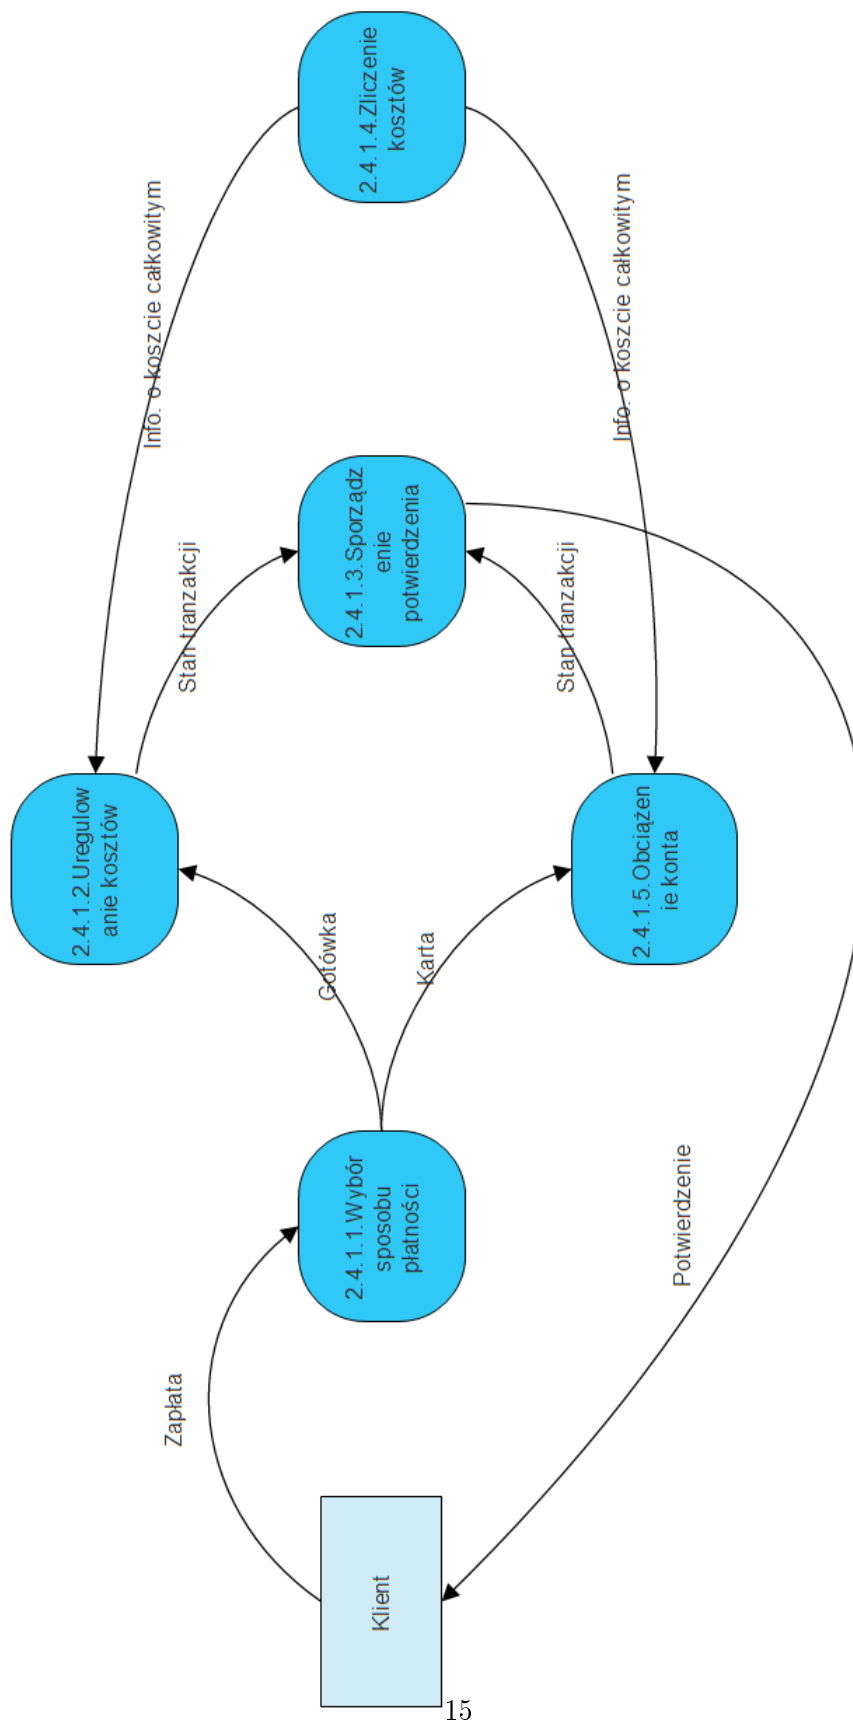 Klient
Zapłata
2.4.1.1.Wybór
sposobu
płatności
Gotówka
Karta
2.4.1.2.Uregulow
anie kosztów
2.4.1.5.Obciążen
ie konta
Stan tranzakcji
Stan tranzakcji
2.4.1.3.Sporządz
enie
potwierdzenia
Info. o koszcie całkowitym
Info. o koszcie całkowitym
2.4.1.4.Zliczenie
kosztów
Potwierdzenie
15